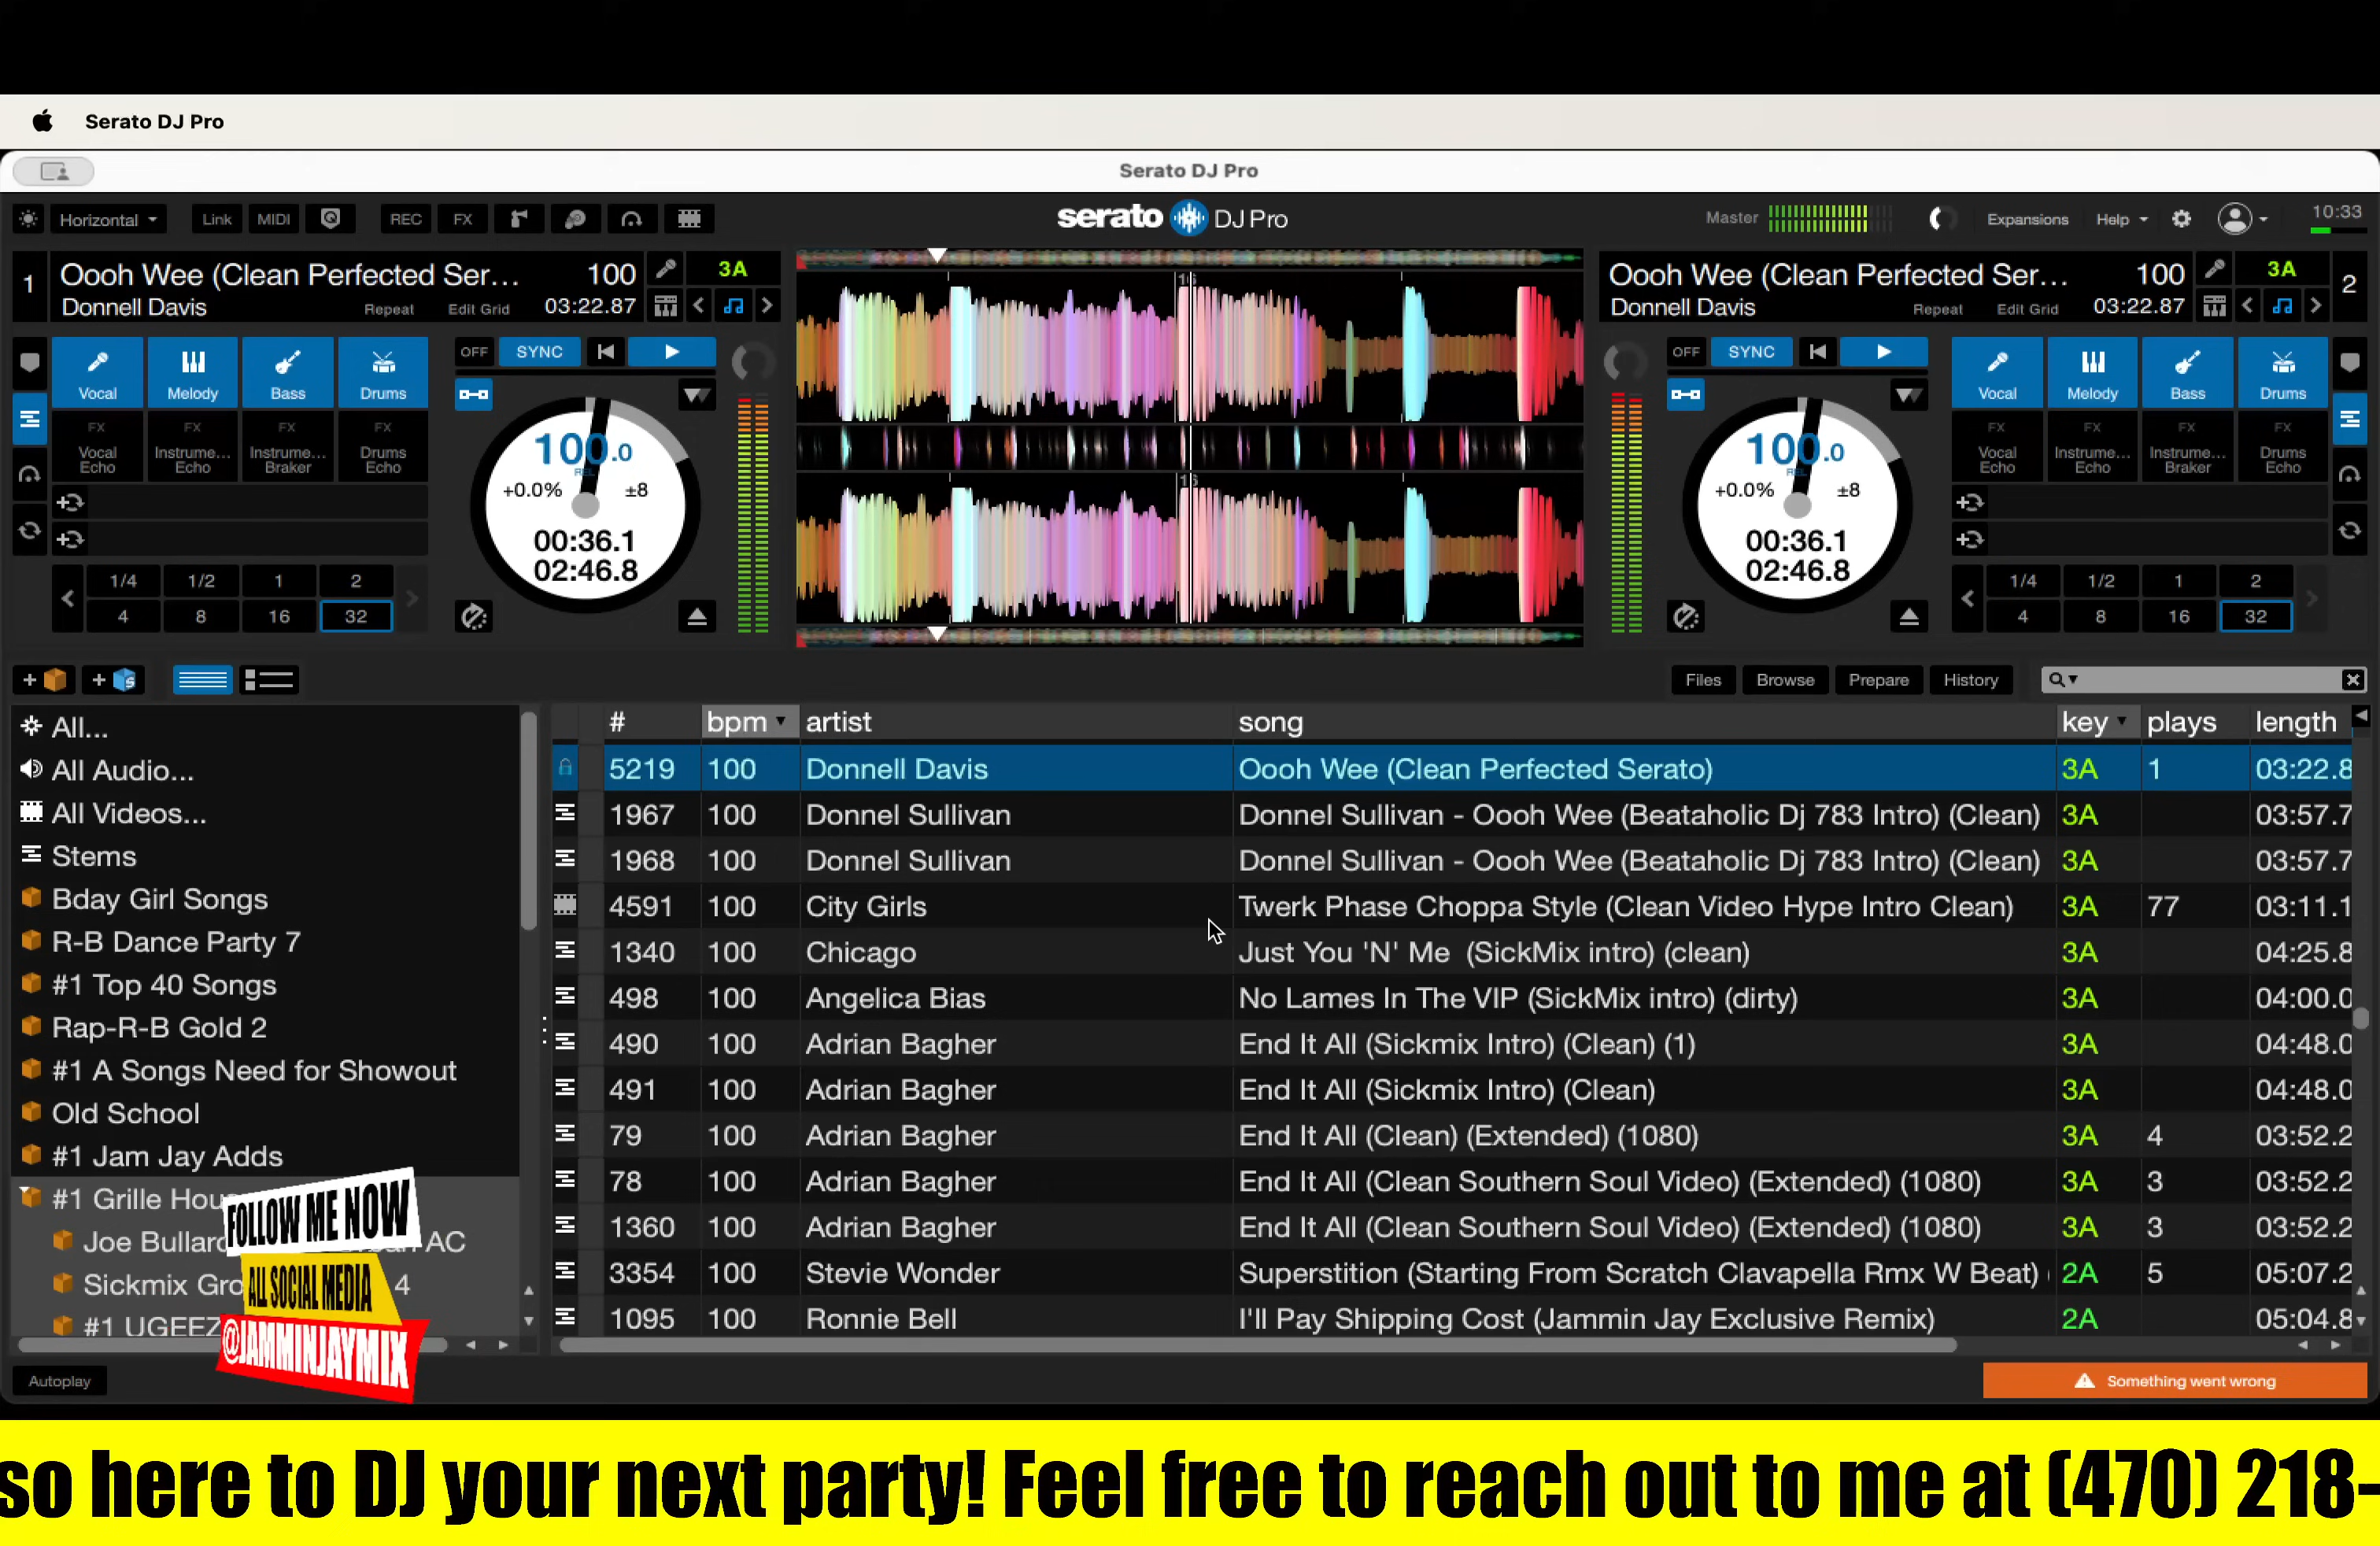 Serato DJ Pro
Serato DJ Pro
Horizontal Link MIDI REC FX serato DJ Pro Master Expansions Help 10:33
1 Oooh Wee (Clean Perfected Ser... 100 3A
Donnell Davis Repeat Edit Grid 03:22.87
Oooh Wee (Clean Perfected Ser... 100 3A 2
Donnell Davis Repeat Edit Grid 03:22.87
OFF SYNC
Vocal Melody Bass Drums
FX FX FX FX
Vocal Echo Instrume... Echo Instrume... Braker Drums Echo
100.0
REL
+0.0% ±8
00:36.1
02:46.8
1/4 1/2 1 2
4 8 16 32
16
16
OFF SYNC
Vocal Melody Bass Drums
FX FX FX FX
Vocal Echo Instrume... Echo Instrume... Braker Drums Echo
100.0
+0.0% ±8
00:36.1
02:46.8
1/4 1/2 1 2
4 8 16 32
Files Browse Prepare History
All...
All Audio...
All Videos...
Stems
Bday Girl Songs
R-B Dance Party 7
#1 Top 40 Songs
Rap-R-B Gold 2
#1 A Songs Need for Showout
Old School
#1 Jam Jay Adds
#1 Grille Hou
Joe Bullar AC
Sickmix Gro 4
#1 UGEEZ
FOLLOW ME NOW
ALL SOCIAL MEDIA
@JAMMINJAYMIX
# bpm artist song key plays length
5219 100 Donnell Davis Oooh Wee (Clean Perfected Serato) 3A 1 03:22.8
1967 100 Donnel Sullivan Donnel Sullivan - Oooh Wee (Beataholic Dj 783 Intro) (Clean) 3A 03:57.7
1968 100 Donnel Sullivan Donnel Sullivan - Oooh Wee (Beataholic Dj 783 Intro) (Clean) 3A 03:57.7
4591 100 City Girls Twerk Phase Choppa Style (Clean Video Hype Intro Clean) 3A 77 03:11.1
1340 100 Chicago Just You 'N' Me (SickMix intro) (clean) 3A 04:25.8
498 100 Angelica Bias No Lames In The VIP (SickMix intro) (dirty) 3A 04:00.0
490 100 Adrian Bagher End It All (Sickmix Intro) (Clean) (1) 3A 04:48.0
491 100 Adrian Bagher End It All (Sickmix Intro) (Clean) 3A 04:48.0
79 100 Adrian Bagher End It All (Clean) (Extended) (1080) 3A 4 03:52.2
78 100 Adrian Bagher End It All (Clean Southern Soul Video) (Extended) (1080) 3A 3 03:52.2
1360 100 Adrian Bagher End It All (Clean Southern Soul Video) (Extended) (1080) 3A 3 03:52.2
3354 100 Stevie Wonder Superstition (Starting From Scratch Clavapella Rmx W Beat) 2A 5 05:07.2
1095 100 Ronnie Bell I'll Pay Shipping Cost (Jammin Jay Exclusive Remix) 2A 05:04.8
Autoplay Something went wrong
so here to DJ your next party! Feel free to reach out to me at (470) 218-